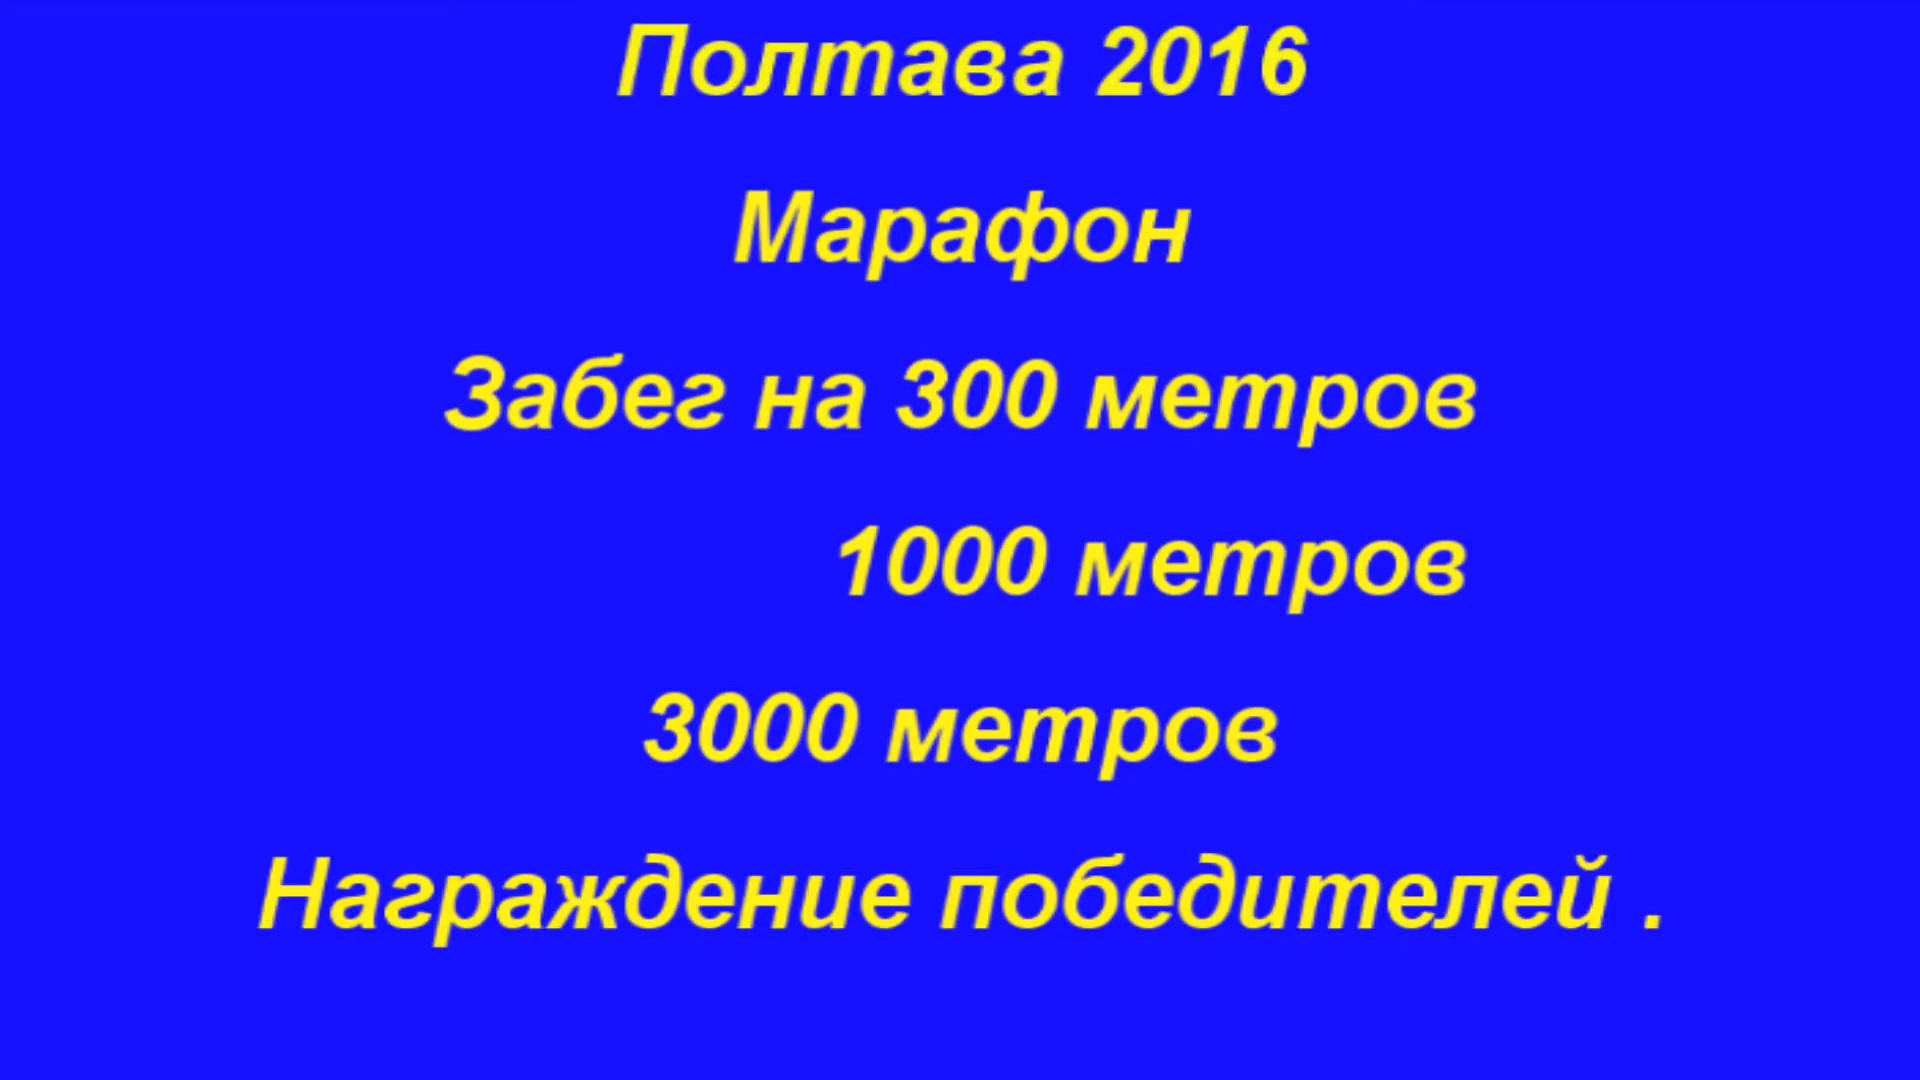 Полтава 2016
Марафон
Забег на 300 метров
1000 метров
3000 метров
Награждение победителей .